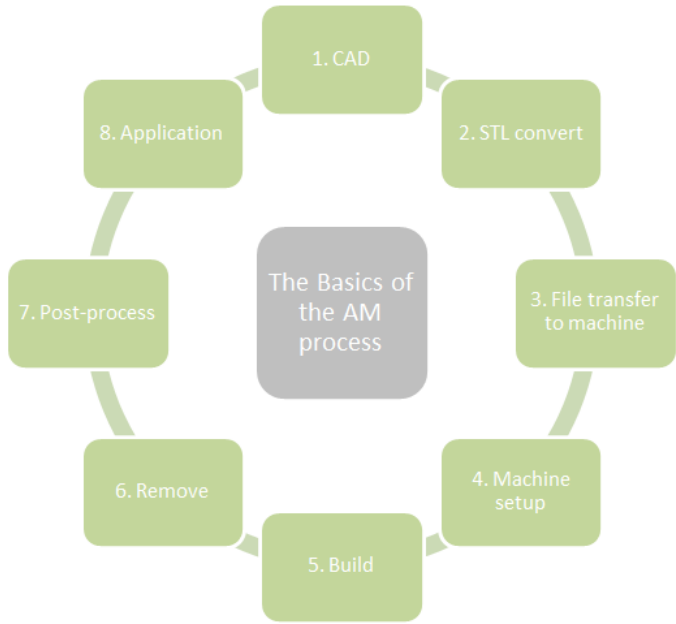 1. CAD
2. STL convert
3. File transfer
to machine
4. Machine
setup
5. Build
6. Remove
7. Post-process
8. Application
The Basics of
the AM
process